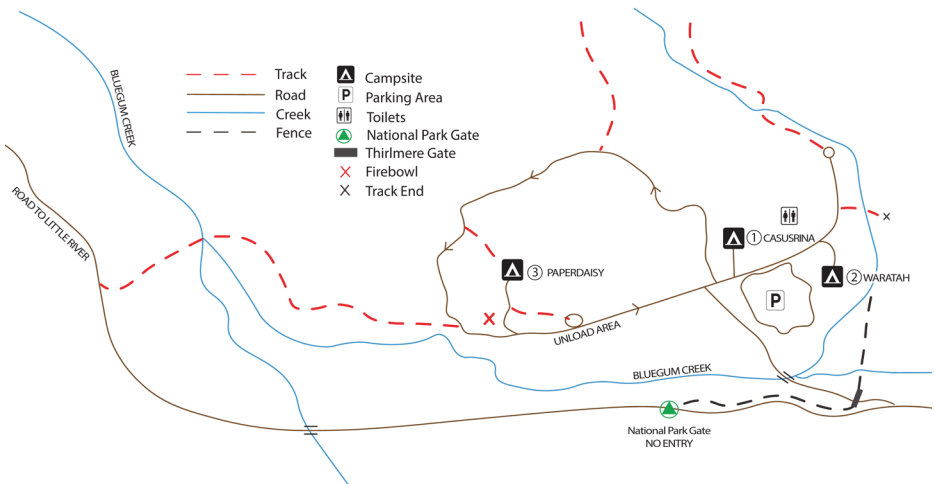 Track
Road
Creek
Fence
Campsite
P
Parking Area
Toilets
National Park Gate
Thirlmere Gate
Firebowl
Track End
BLUEGUM CREEK
ROAD TO LITTLE RIVER
1 CASUSRINA
2 WARATAH
3 PAPERDAISY
P
UNLOAD AREA
BLUEGUM CREEK
National Park Gate
NO ENTRY